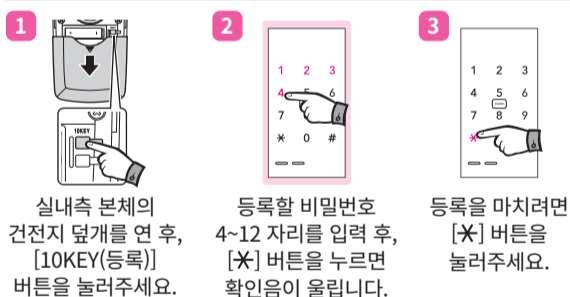 1
2
3
10KEY
1 2 3
4 5 6
7
* 0 #
1 2 3
4 5 6
7 8 9
*
실내측 본체의
건전지 덮개를 연 후,
[10KEY(등록)]
버튼을 눌러주세요.
등록할 비밀번호
4~12 자리를 입력 후,
[*] 버튼을 누르면
확인음이 울립니다.
등록을 마치려면
[*] 버튼을
눌러주세요.